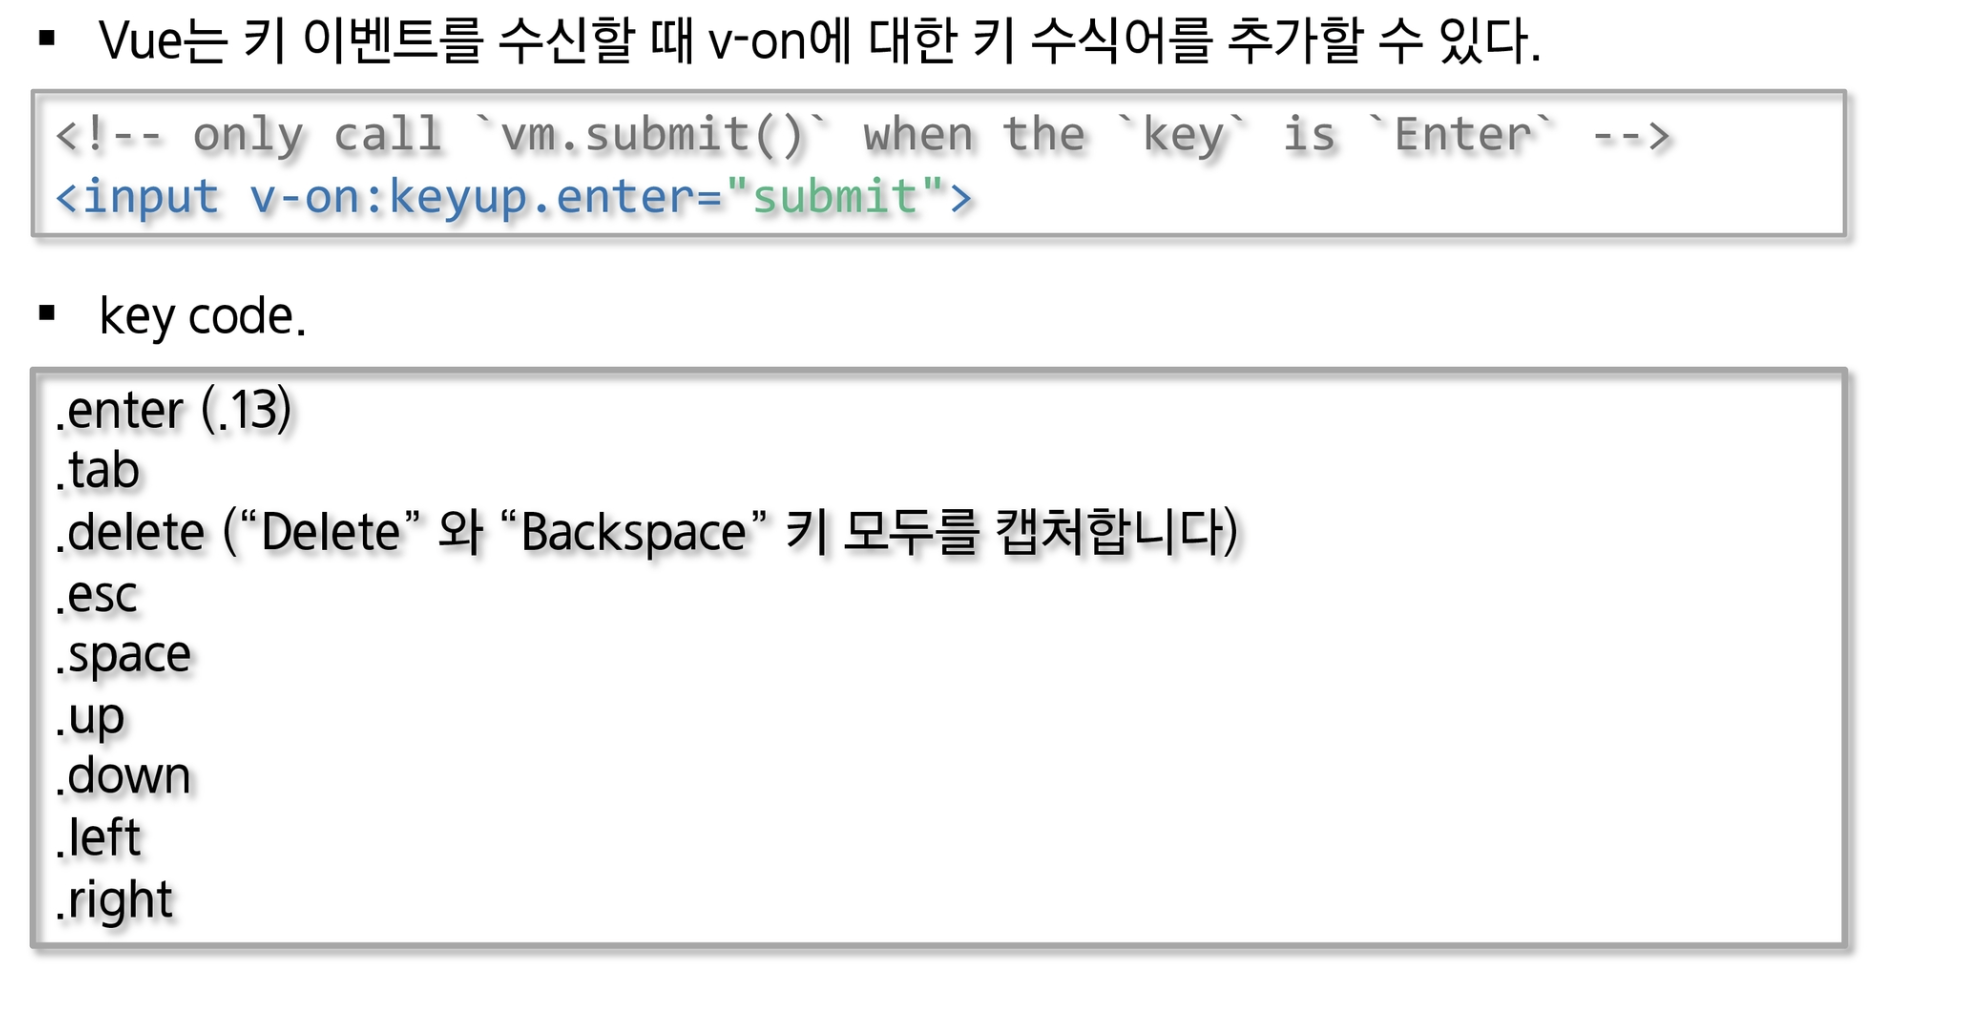 ▪ Vue는 키 이벤트를 수신할 때 v-on에 대한 키 수식어를 추가할 수 있다.
<!-- only call `vm.submit()` when the `key` is `Enter` -->
<input v-on:keyup.enter="submit">
▪ key code.
.enter (.13)
.tab
.delete (“Delete” 와 “Backspace” 키 모두를 캡처합니다)
.esc
.space
.up
.down
.left
.right